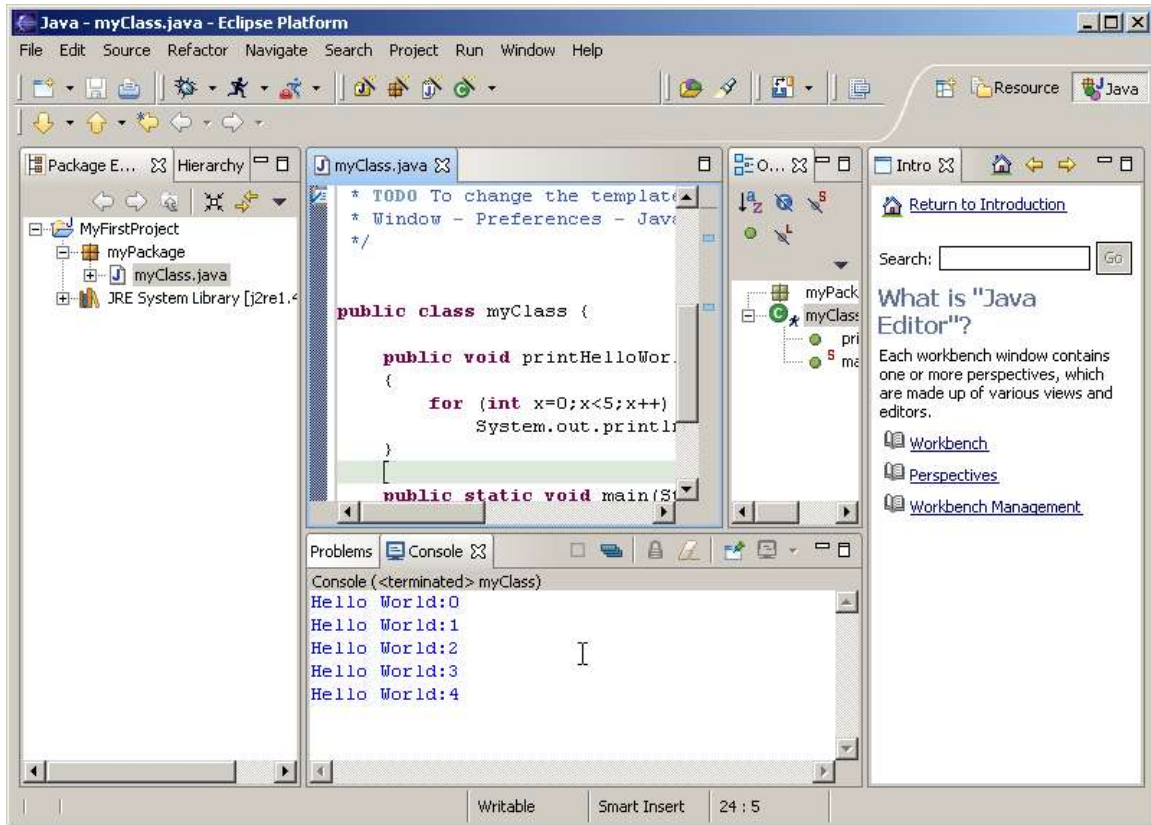 Java - myClass.java - Eclipse Platform
File Edit Source Refactor Navigate Search Project Run Window Help
Resource
Java
Package E...
Hierarchy
MyFirstProject
myPackage
myClass.java
JRE System Library [j2re1.4
myClass.java
* TODO To change the template
* Window - Preferences - Java
*/
public class myClass {
public void printHelloWor
{
for (int x=0;x<5;x++)
System.out.println
}
public static void main(St
O...
myPack
myClass
pri
ma
Intro
Return to Introduction
Search:
Go
What is "Java
Editor"?
Each workbench window contains
one or more perspectives, which
are made up of various views and
editors.
Workbench
Perspectives
Workbench Management
Problems
Console
Console (<terminated> myClass)
Hello World:0
Hello World:1
Hello World:2
Hello World:3
Hello World:4
Writable
Smart Insert
24 : 5